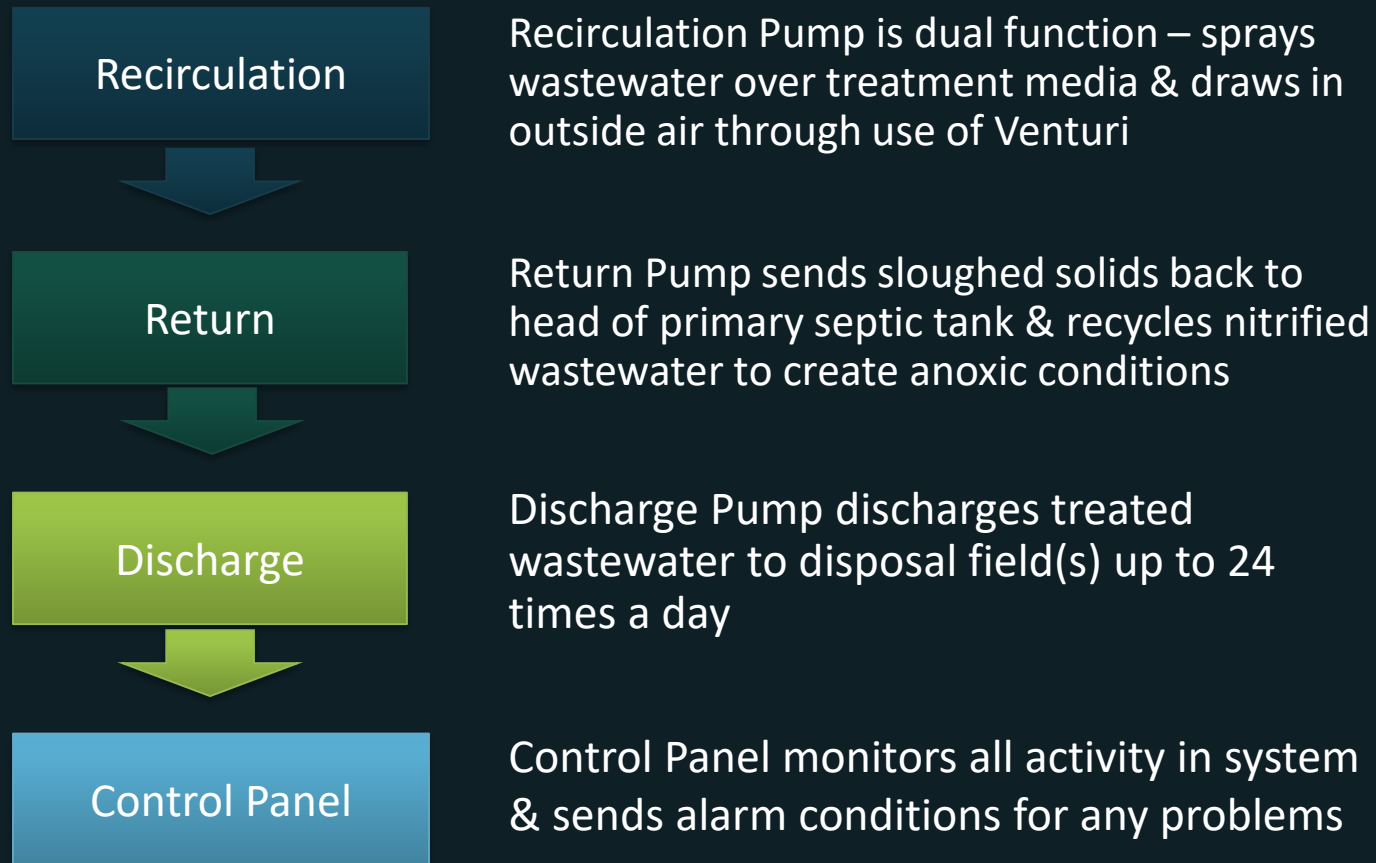 Recirculation
Recirculation Pump is dual function – sprays
wastewater over treatment media & draws in
outside air through use of Venturi
Return
Return Pump sends sloughed solids back to
head of primary septic tank & recycles nitrified
wastewater to create anoxic conditions
Discharge
Discharge Pump discharges treated
wastewater to disposal field(s) up to 24
times a day
Control Panel
Control Panel monitors all activity in system
& sends alarm conditions for any problems